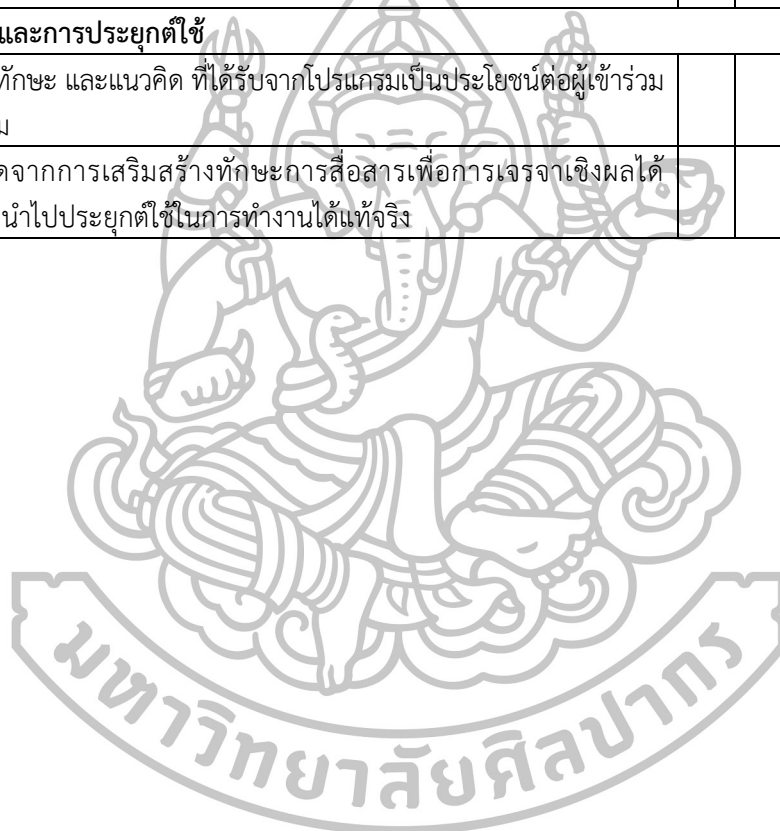 และการประยุกต์ใช้
ทักษะ และแนวคิด ที่ได้รับจากโปรแกรมเป็นประโยชน์ต่อผู้เข้าร่วม
ม
ดจากการเสริมสร้างทักษะการสื่อสารเพื่อการเจรจาเชิงผลได้
นำไปประยุกต์ใช้ในการทำงานได้แท้จริง
มหาวิทยาลัยศิลปากร